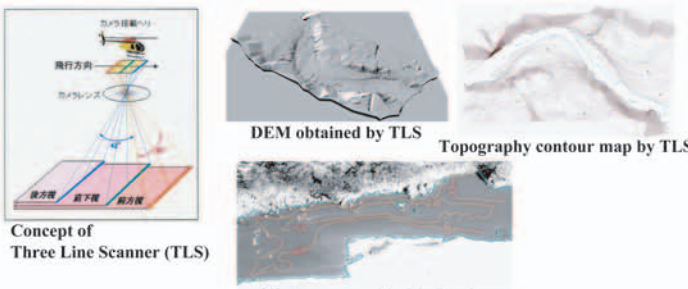 カメラ搭載ヘリ
飛行方向
カメラレンズ
後方視
直下視
前方視
Concept of
Three Line Scanner (TLS)
DEM obtained by TLS
Topography contour map by TLS